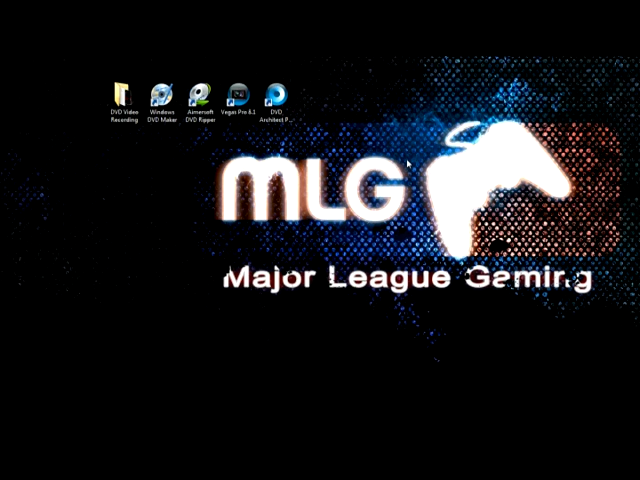 DVD Video
Recording
Windows
DVD Maker
Aimersoft
DVD Ripper
Vegas Pro 8.1
DVD
Architect P...
MLG
Major League Gaming